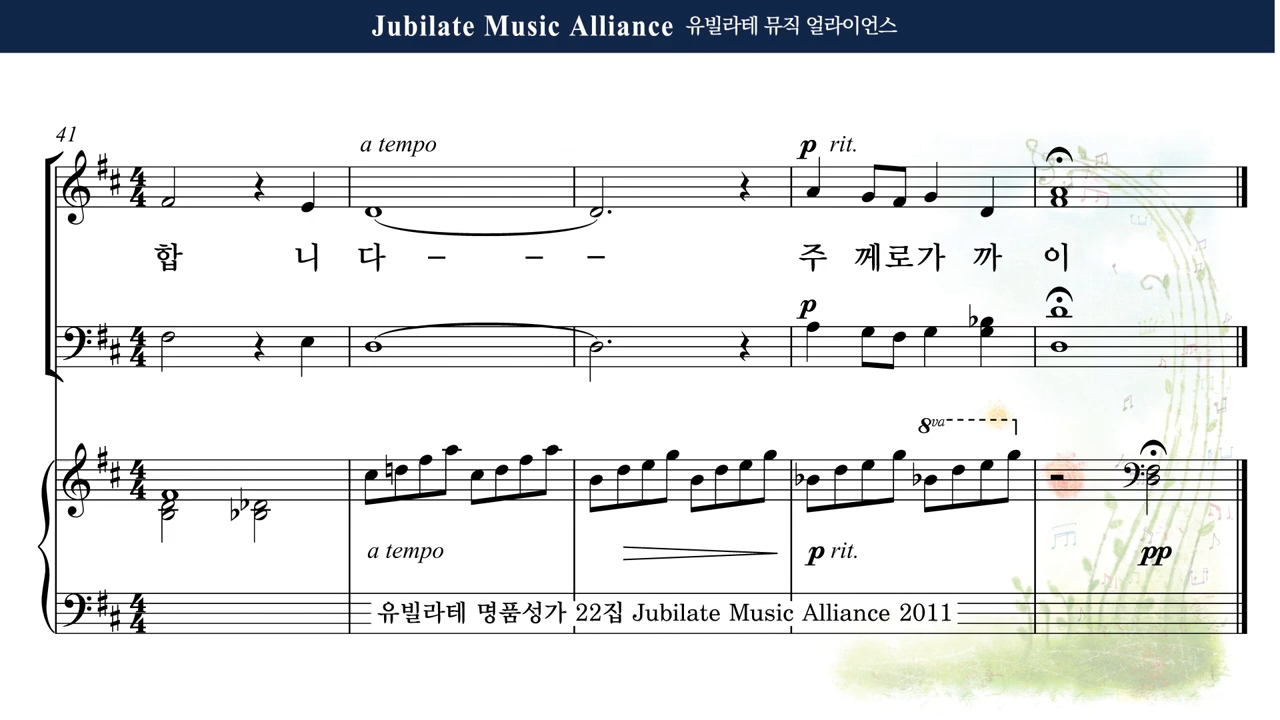 Jubilate Music Alliance 유빌라테 뮤직 얼라이언스
41
a tempo
p rit.
합 니 다 – – – 주 께로가 까 이
p
8va
a tempo
p rit.
pp
유빌라테 명품성가 22집 Jubilate Music Alliance 2011